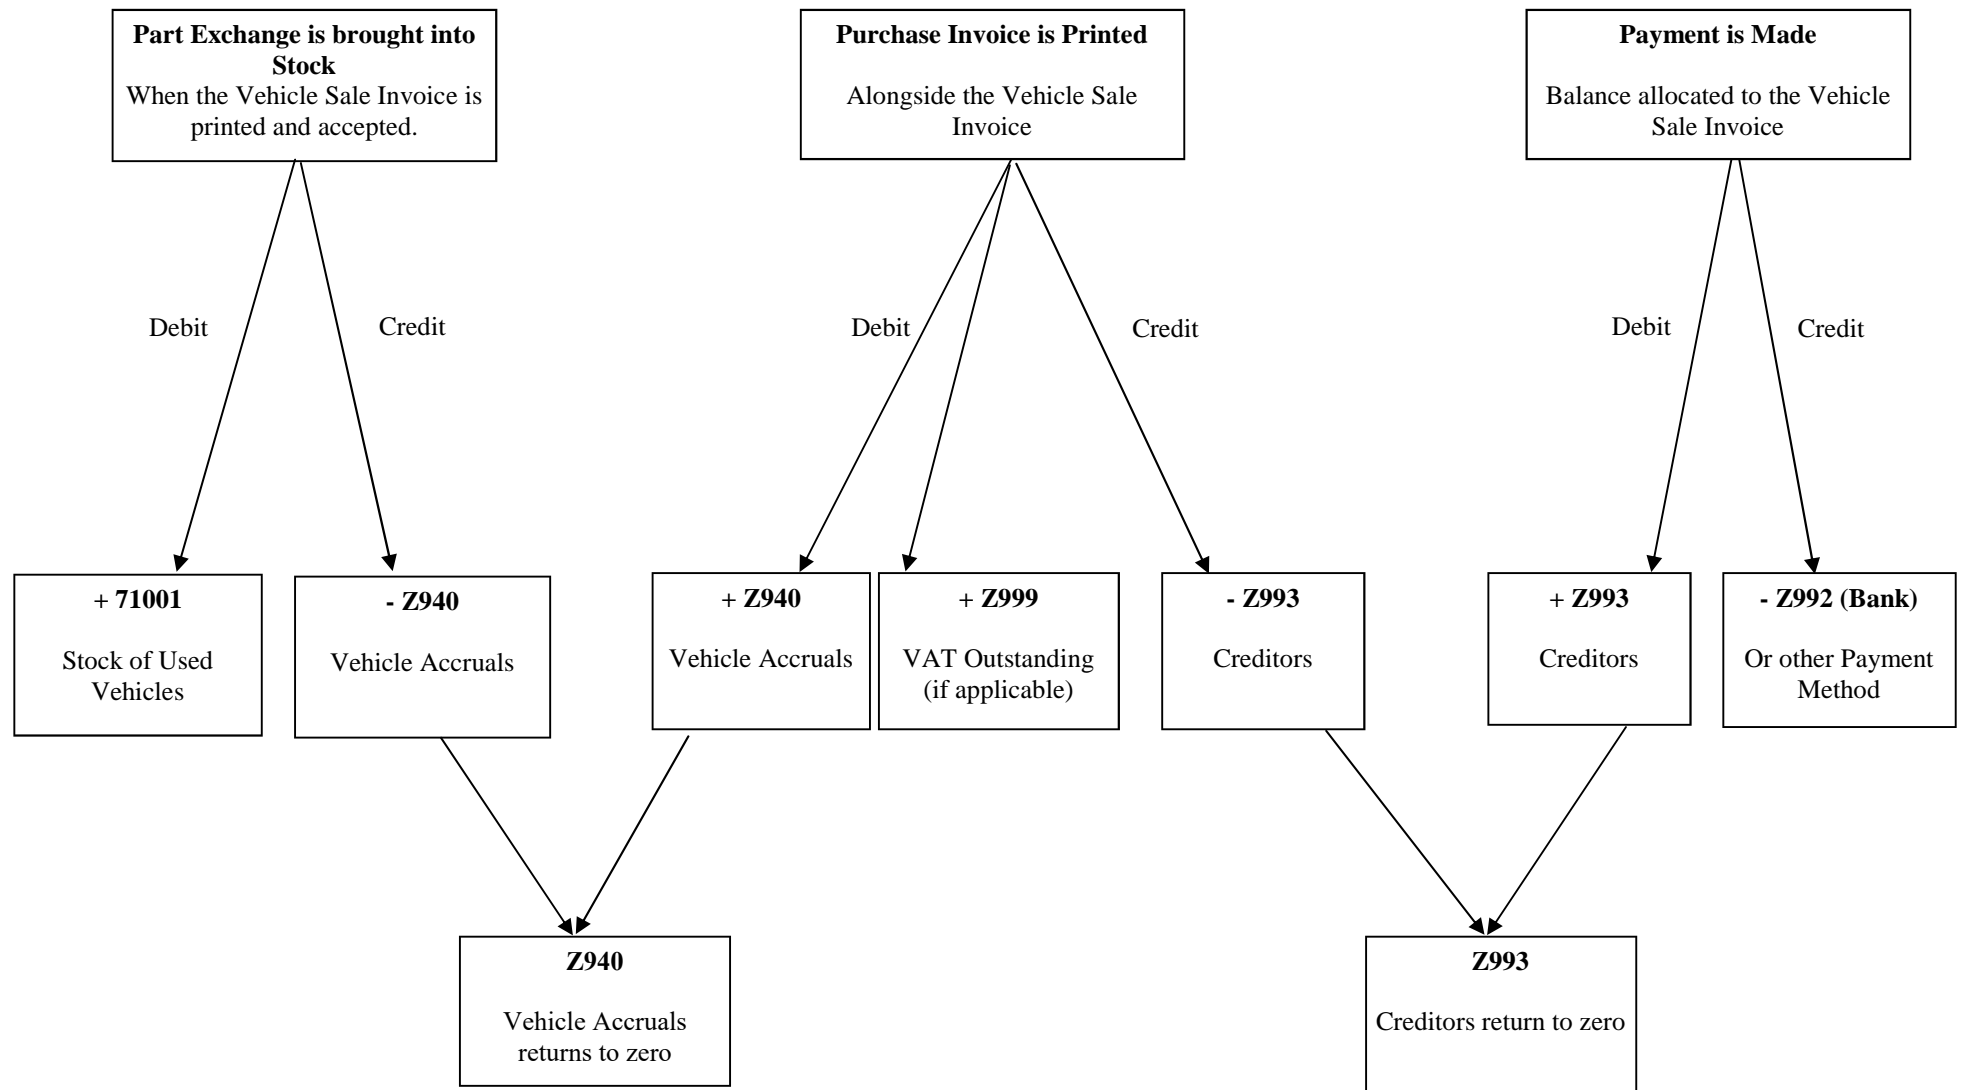 Part Exchange is brought into
Stock
When the Vehicle Sale Invoice is
printed and accepted.
Purchase Invoice is Printed
Alongside the Vehicle Sale
Invoice
Payment is Made
Balance allocated to the Vehicle
Sale Invoice
Debit
Credit
Debit
Credit
Debit
Credit
+ 71001
Stock of Used
Vehicles
- Z940
Vehicle Accruals
+ Z940
Vehicle Accruals
+ Z999
VAT Outstanding
(if applicable)
- Z993
Creditors
+ Z993
Creditors
- Z992 (Bank)
Or other Payment
Method
Z940
Vehicle Accruals
returns to zero
Z993
Creditors return to zero